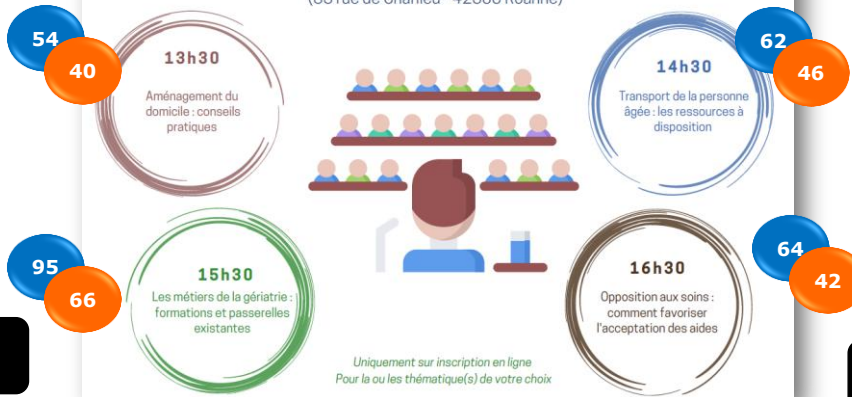 54
40
13h30
Aménagement du
domicile : conseils
pratiques
62
46
14h30
Transport de la personne
âgée : les ressources à
disposition
95
66
15h30
Les métiers de la gériatrie :
formations et passerelles
existantes
64
42
16h30
Opposition aux soins :
comment favoriser
l'acceptation des aides
Uniquement sur inscription en ligne
Pour la ou les thématique(s) de votre choix